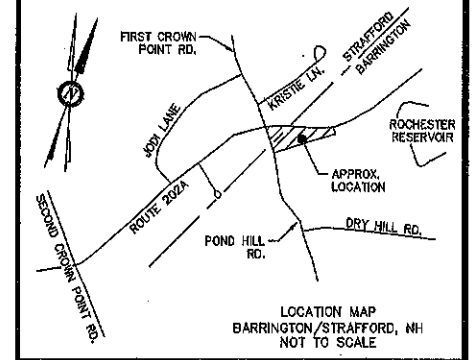 FIRST CROWN
POINT RD.
STRAFFORD
BARRINGTON
KRISTIE LN.
JODI LANE
N
ROCHESTER
RESERVOIR
APPROX.
LOCATION
ROUTE 202A
SECOND CROWN
POINT RD.
POND HILL
RD.
DRY HILL RD.
LOCATION MAP
BARRINGTON/STRAFFORD, NH
NOT TO SCALE